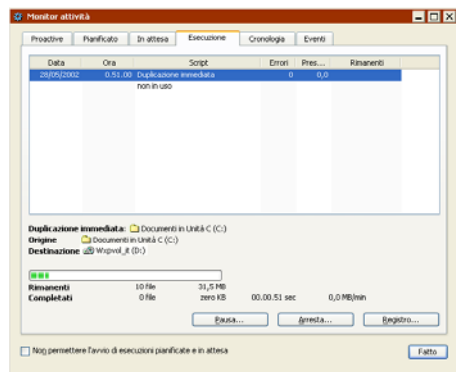 Monitor attività
Proactive Pianificato In attesa Esecuzione Cronologia Eventi
Data Ora Script Errori Pres... Rimanenti
28/05/2002 0.51.00 Duplicazione immediata 0 0,0
non in uso
Duplicazione immediata: Documenti in Unità C (C:)
Origine Documenti in Unità C (C:)
Destinazione Wxpvol_it (D:)
Rimanenti 10 file 31,5 MB
Completati 0 file zero KB 00.00.51 sec 0,0 MB/min
Pausa... Arresta... Registro...
Non permettere l'avvio di esecuzioni pianificate e in attesa Fatto